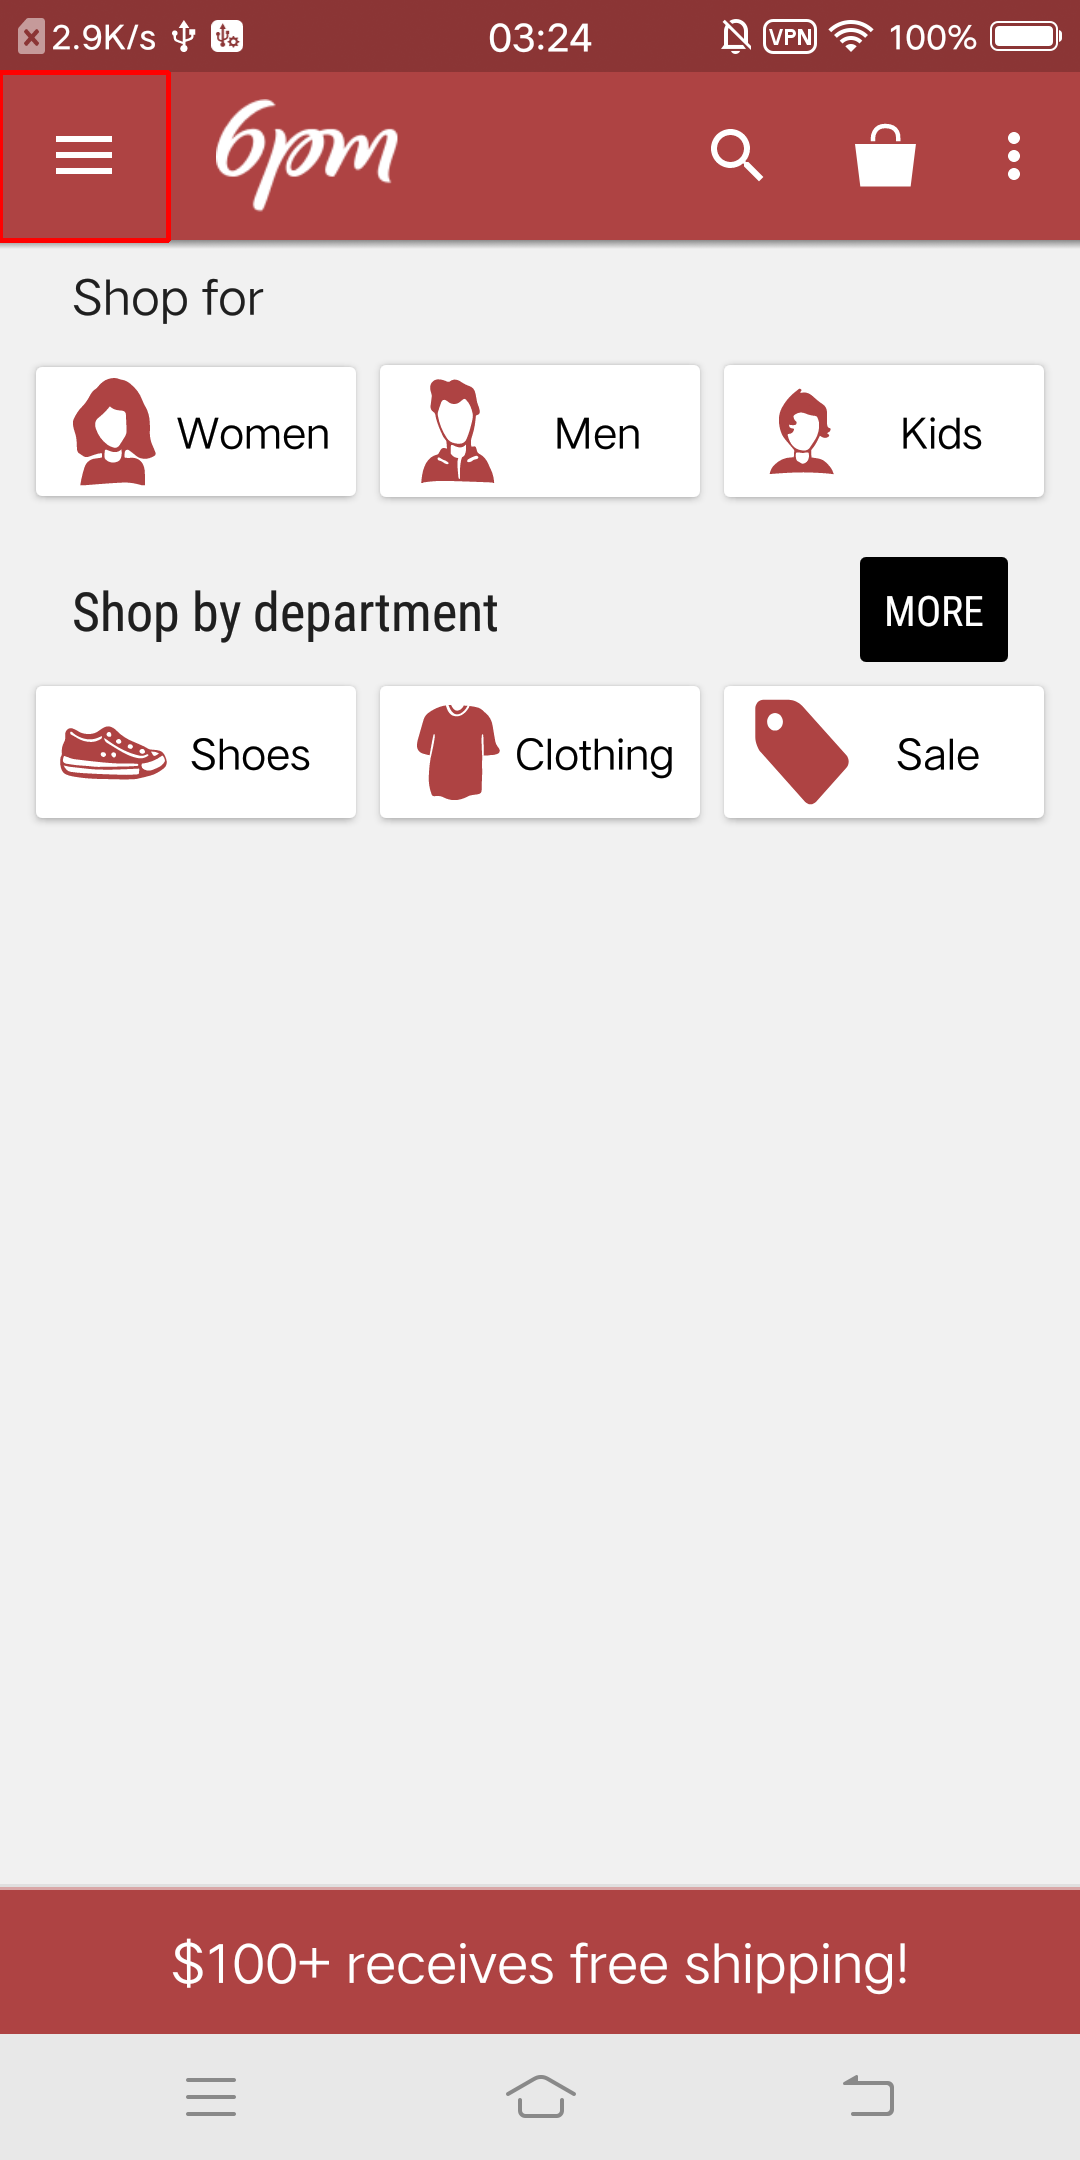 2.9K/s
03:24
VPN
100%
6pm
Shop for
Women
Men
Kids
Shop by department
MORE
Shoes
Clothing
Sale
$100+ receives free shipping!